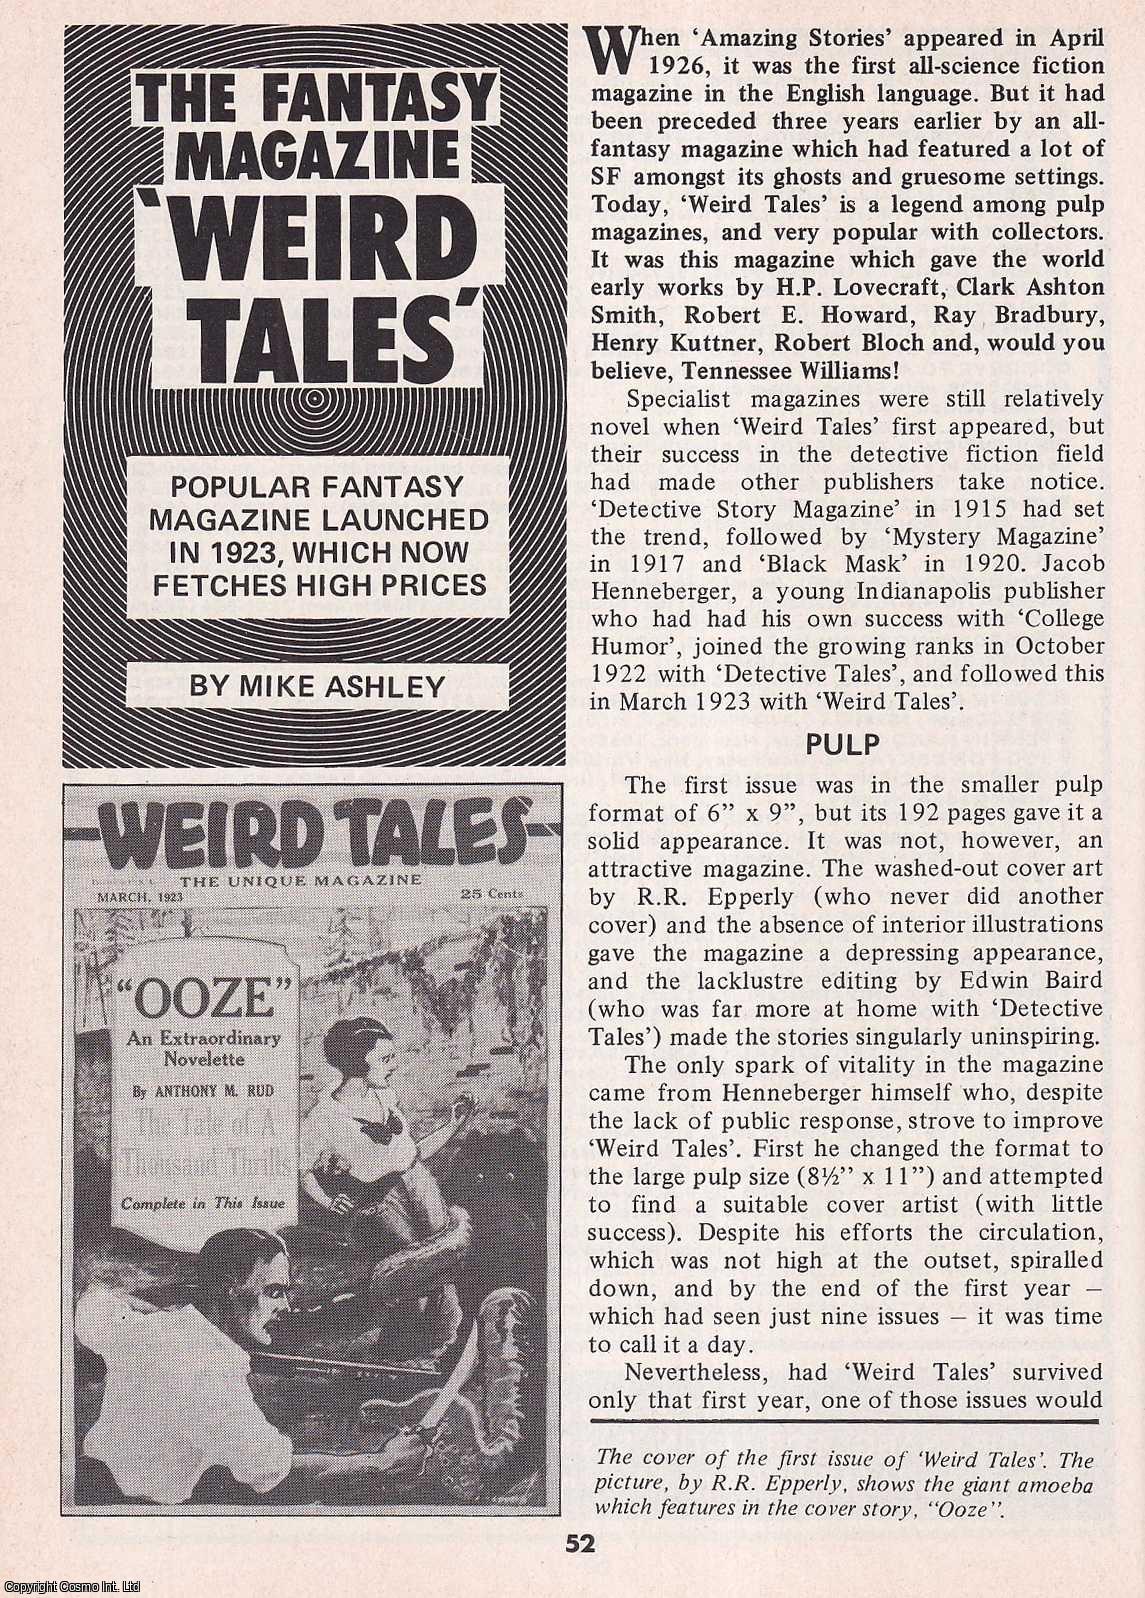 THE FANTASY
MAGAZINE
‘WEIRD
TALES’
POPULAR FANTASY
MAGAZINE LAUNCHED
IN 1923, WHICH NOW
FETCHES HIGH PRICES
BY MIKE ASHLEY
WEIRD TALES
THE UNIQUE MAGAZINE
MARCH, 1923
25 Cents
“OOZE”
An Extraordinary
Novelette
By ANTHONY M. RUD
The Tale of A
Thousand Thrills
Complete in This Issue
When ‘Amazing Stories’ appeared in April
1926, it was the first all-science fiction
magazine in the English language. But it had
been preceded three years earlier by an all-
fantasy magazine which had featured a lot of
SF amongst its ghosts and gruesome settings.
Today, ‘Weird Tales’ is a legend among pulp
magazines, and very popular with collectors.
It was this magazine which gave the world
early works by H.P. Lovecraft, Clark Ashton
Smith, Robert E. Howard, Ray Bradbury,
Henry Kuttner, Robert Bloch and, would you
believe, Tennessee Williams!
Specialist magazines were still relatively
novel when ‘Weird Tales’ first appeared, but
their success in the detective fiction field
had made other publishers take notice.
‘Detective Story Magazine’ in 1915 had set
the trend, followed by ‘Mystery Magazine’
in 1917 and ‘Black Mask’ in 1920. Jacob
Henneberger, a young Indianapolis publisher
who had had his own success with ‘College
Humor’, joined the growing ranks in October
1922 with ‘Detective Tales’, and followed this
in March 1923 with ‘Weird Tales’.
PULP
The first issue was in the smaller pulp
format of 6” x 9”, but its 192 pages gave it a
solid appearance. It was not, however, an
attractive magazine. The washed-out cover art
by R.R. Epperly (who never did another
cover) and the absence of interior illustrations
gave the magazine a depressing appearance,
and the lacklustre editing by Edwin Baird
(who was far more at home with ‘Detective
Tales’) made the stories singularly uninspiring.
The only spark of vitality in the magazine
came from Henneberger himself who, despite
the lack of public response, strove to improve
‘Weird Tales’. First he changed the format to
the large pulp size (8½” x 11”) and attempted
to find a suitable cover artist (with little
success). Despite his efforts the circulation,
which was not high at the outset, spiralled
down, and by the end of the first year —
which had seen just nine issues — it was time
to call it a day.
Nevertheless, had ‘Weird Tales’ survived
only that first year, one of those issues would
The cover of the first issue of ‘Weird Tales’. The
picture, by R.R. Epperly, shows the giant amoeba
which features in the cover story, “Ooze”.
52
Copyright Cosmo Int. Ltd